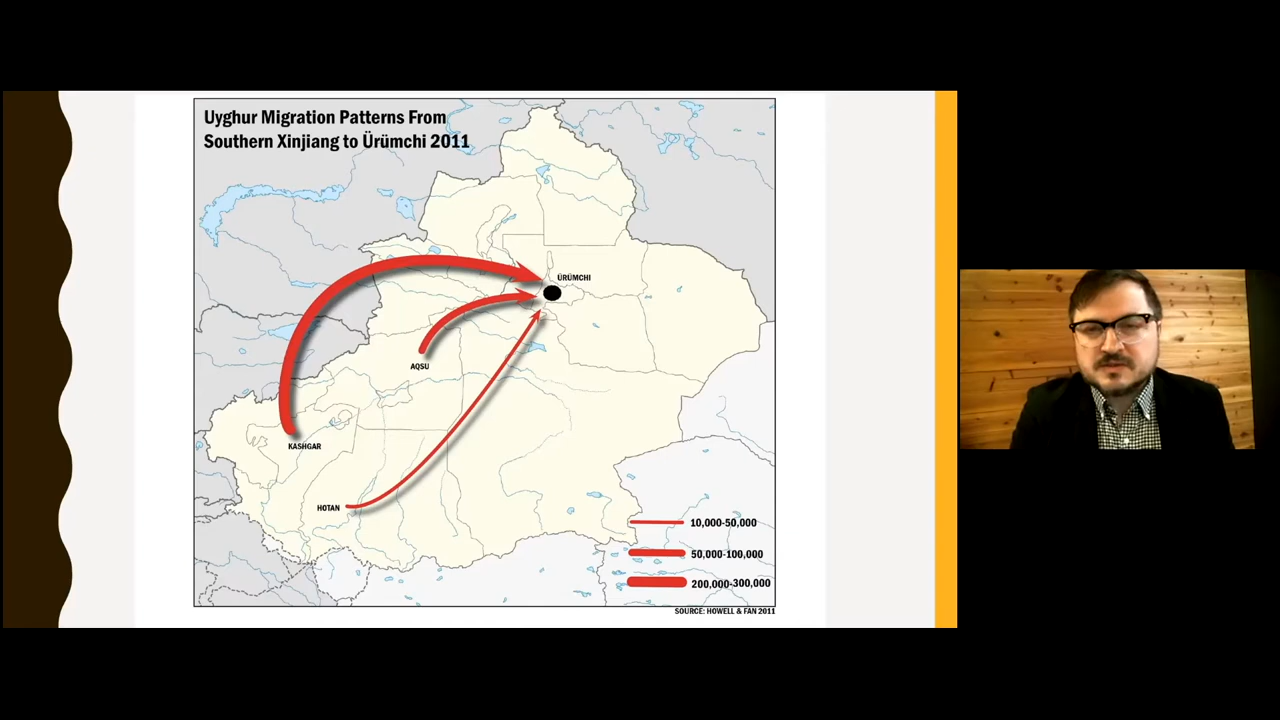 Uyghur Migration Patterns From
Southern Xinjiang to Ürümchi 2011
ÜRÜMCHI
AQSU
KASHGAR
HOTAN
10,000-50,000
50,000-100,000
200,000-300,000
SOURCE: HOWELL & FAN 2011